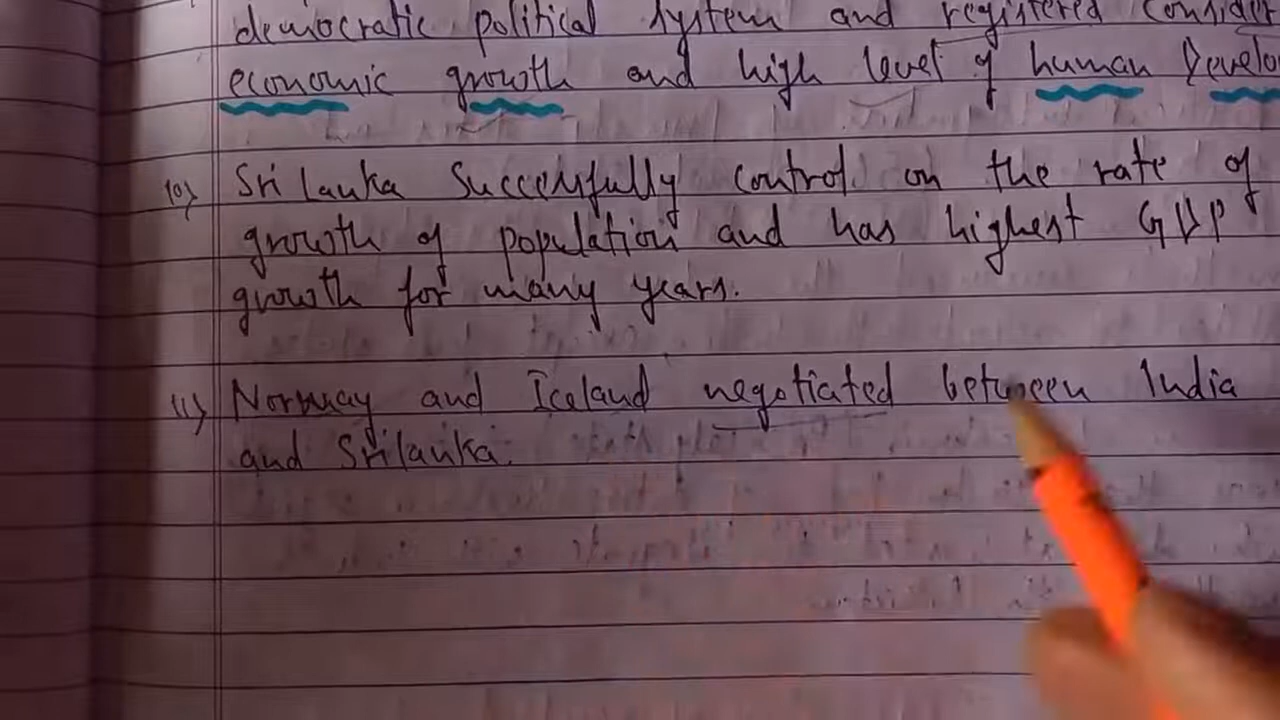 democratic political system and registered consider
economic growth and high level of human Develo
10) Sri Lanka Successfully control on the rate of
growth of population and has highest GDP
growth for many years.
11) Norway and Iceland negotiated between India
and Srilanka.